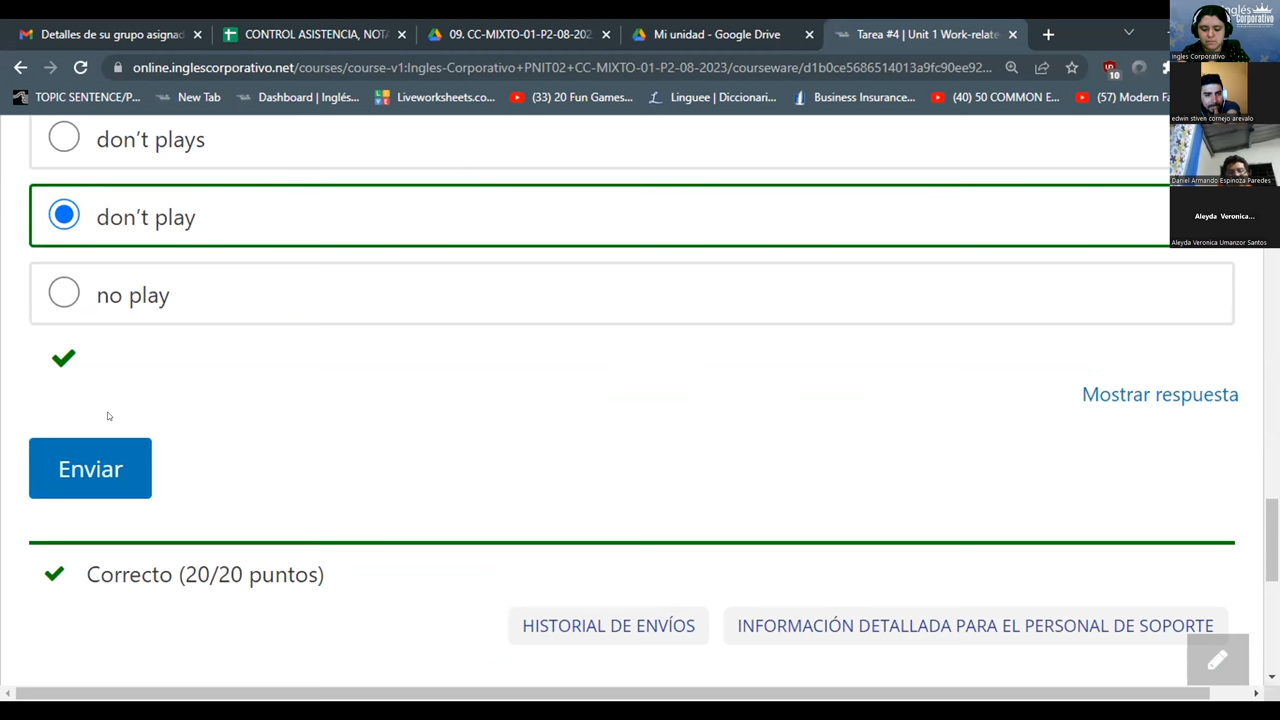 Detalles de su grupo asignad
CONTROL ASISTENCIA, NOTA
09. CC-MIXTO-01-P2-08-202
Mi unidad - Google Drive
Tarea #4 | Unit 1 Work-relate
online.inglescorporativo.net/courses/course-v1:Ingles-Co
IT02+CC-MIXTO-01-P2-08-2023/courseware
10
TOPIC SENTENCE/P...
New Tab
Dashboard | Inglés...
Liveworksheets.co...
(33) 20 Fun Games...
Linguee | Diccionari...
Business Insurance...
(40) 50 COMMON E...
(57) Modern Fa
Inglés
Corporativo
Ingles Corporativo
edwin stiven cornejo arevalo
Daniel Armando Espinoza Paredes
Aleyda Veronica...
Aleyda Veronica Umanzor Santos
don’t plays
don’t play
no play
Mostrar respuesta
Enviar
Correcto (20/20 puntos)
HISTORIAL DE ENVÍOS
INFORMACIÓN DETALLADA PARA EL PERSONAL DE SOPORTE